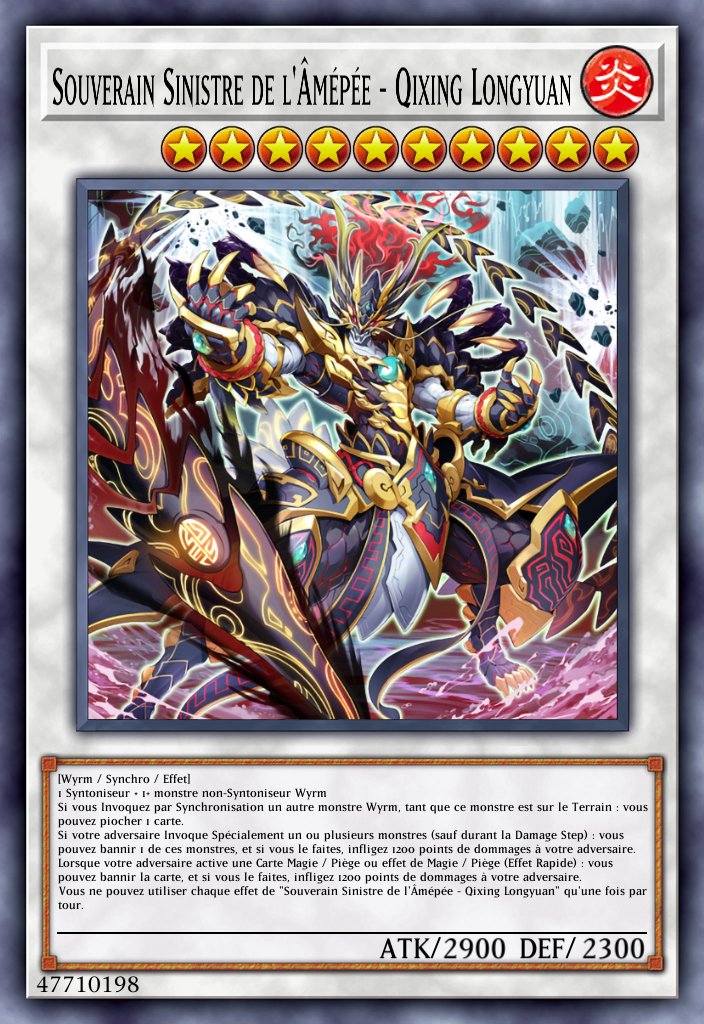 Souverain Sinistre de l'Âmépée - Qixing Longyuan
炎
[Wyrm / Synchro / Effet]
1 Syntoniseur + 1+ monstre non-Syntoniseur Wyrm
Si vous Invoquez par Synchronisation un autre monstre Wyrm, tant que ce monstre est sur le Terrain : vous
pouvez piocher 1 carte.
Si votre adversaire Invoque Spécialement un ou plusieurs monstres (sauf durant la Damage Step) : vous
pouvez bannir 1 de ces monstres, et si vous le faites, infligez 1200 points de dommages à votre adversaire.
Lorsque votre adversaire active une Carte Magie / Piège ou effet de Magie / Piège (Effet Rapide) : vous
pouvez bannir la carte, et si vous le faites, infligez 1200 points de dommages à votre adversaire.
Vous ne pouvez utiliser chaque effet de "Souverain Sinistre de l'Âmépée - Qixing Longyuan" qu'une fois par
tour.
ATK/2900 DEF/2300
47710198